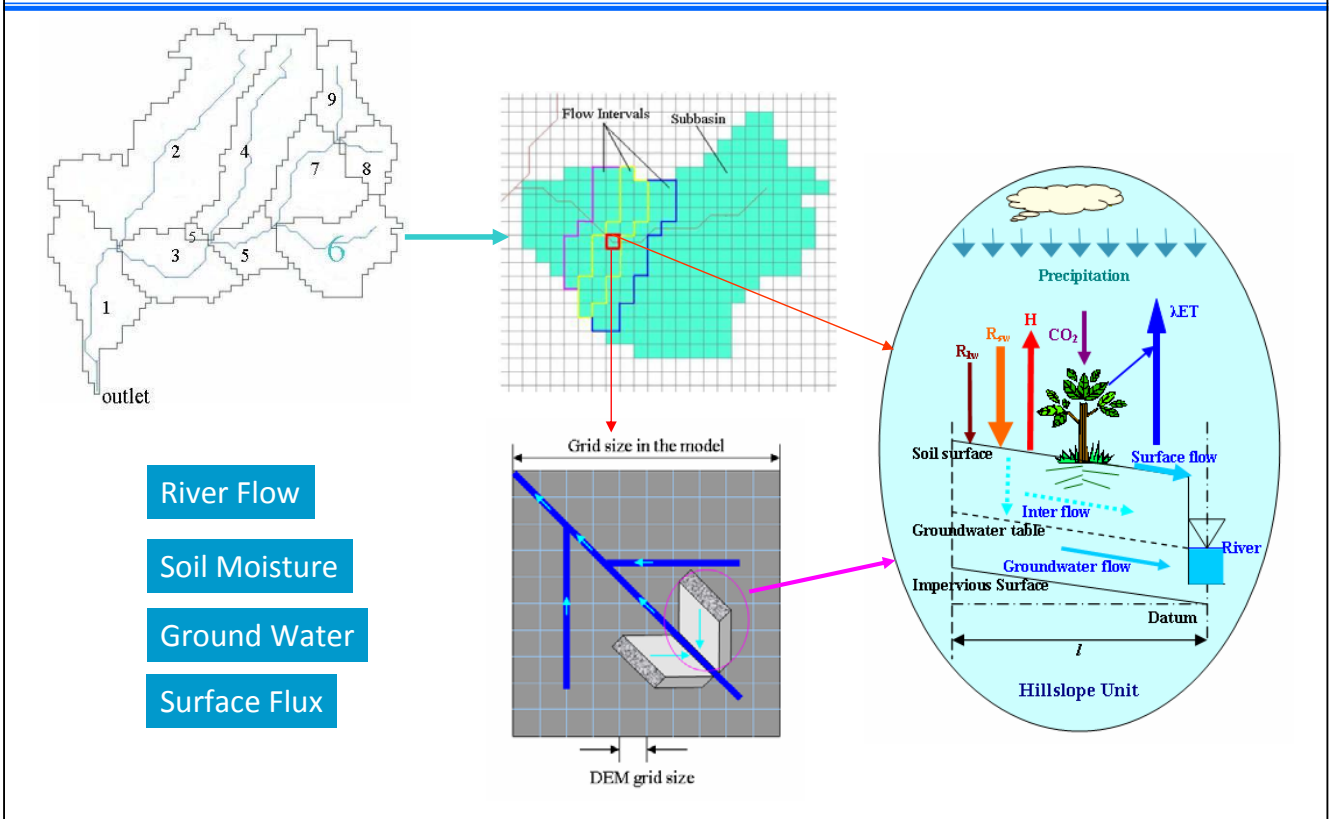 9
2
4
7
8
5
3
5
6
1
outlet
Flow Intervals
Subbasin
Precipitation
λET
H
CO₂
Rsw
Rlw
Soil surface
Surface flow
Inter flow
Groundwater table
River
Groundwater flow
Impervious Surface
Datum
l
Hillslope Unit
Grid size in the model
DEM grid size
River Flow
Soil Moisture
Ground Water
Surface Flux